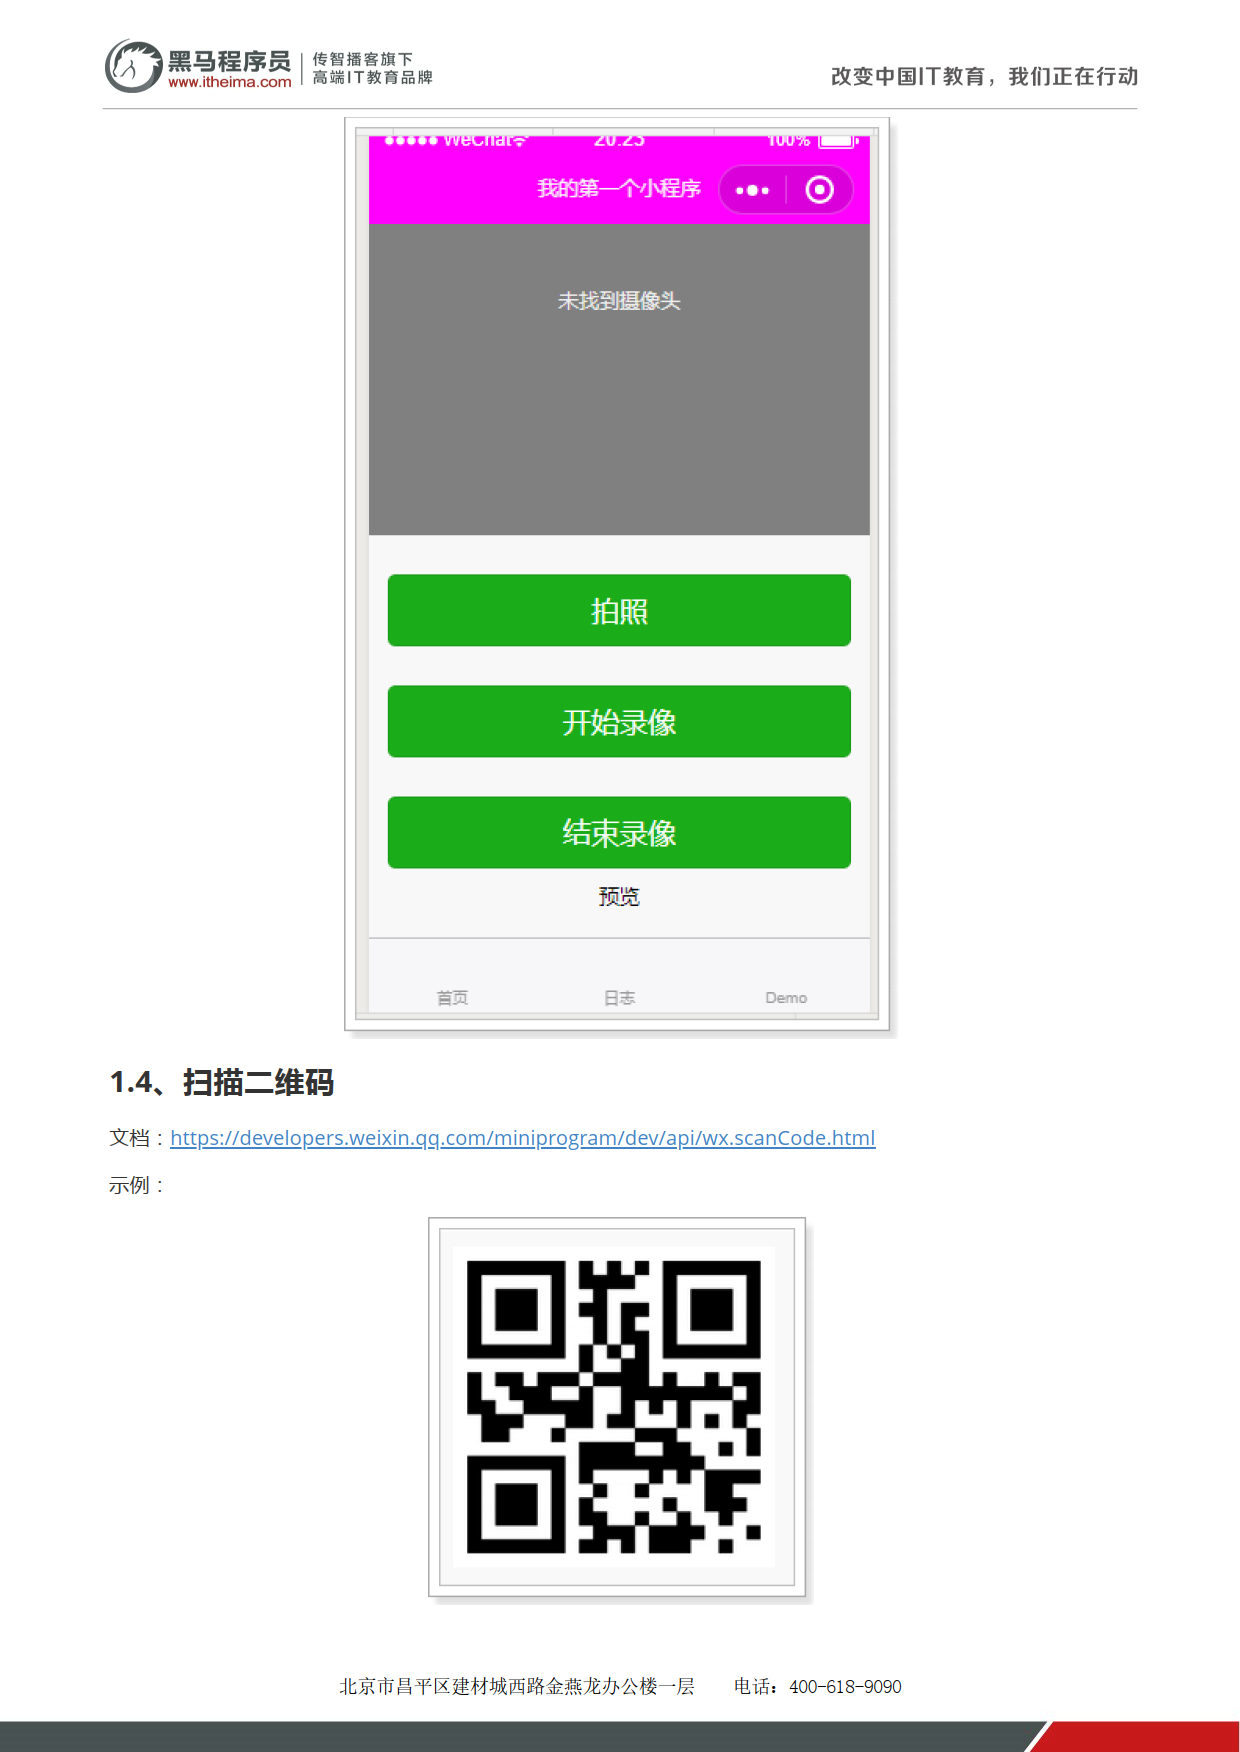 黑马程序员
www.itheima.com
传智播客旗下
高端IT教育品牌
改变中国IT教育，我们正在行动
WeChat 20:25 100%
我的第一个小程序
未找到摄像头
拍照
开始录像
结束录像
预览
首页 日志 Demo
1.4、扫描二维码
文档：https://developers.weixin.qq.com/miniprogram/dev/api/wx.scanCode.html
示例：
北京市昌平区建材城西路金燕龙办公楼一层 电话：400-618-9090